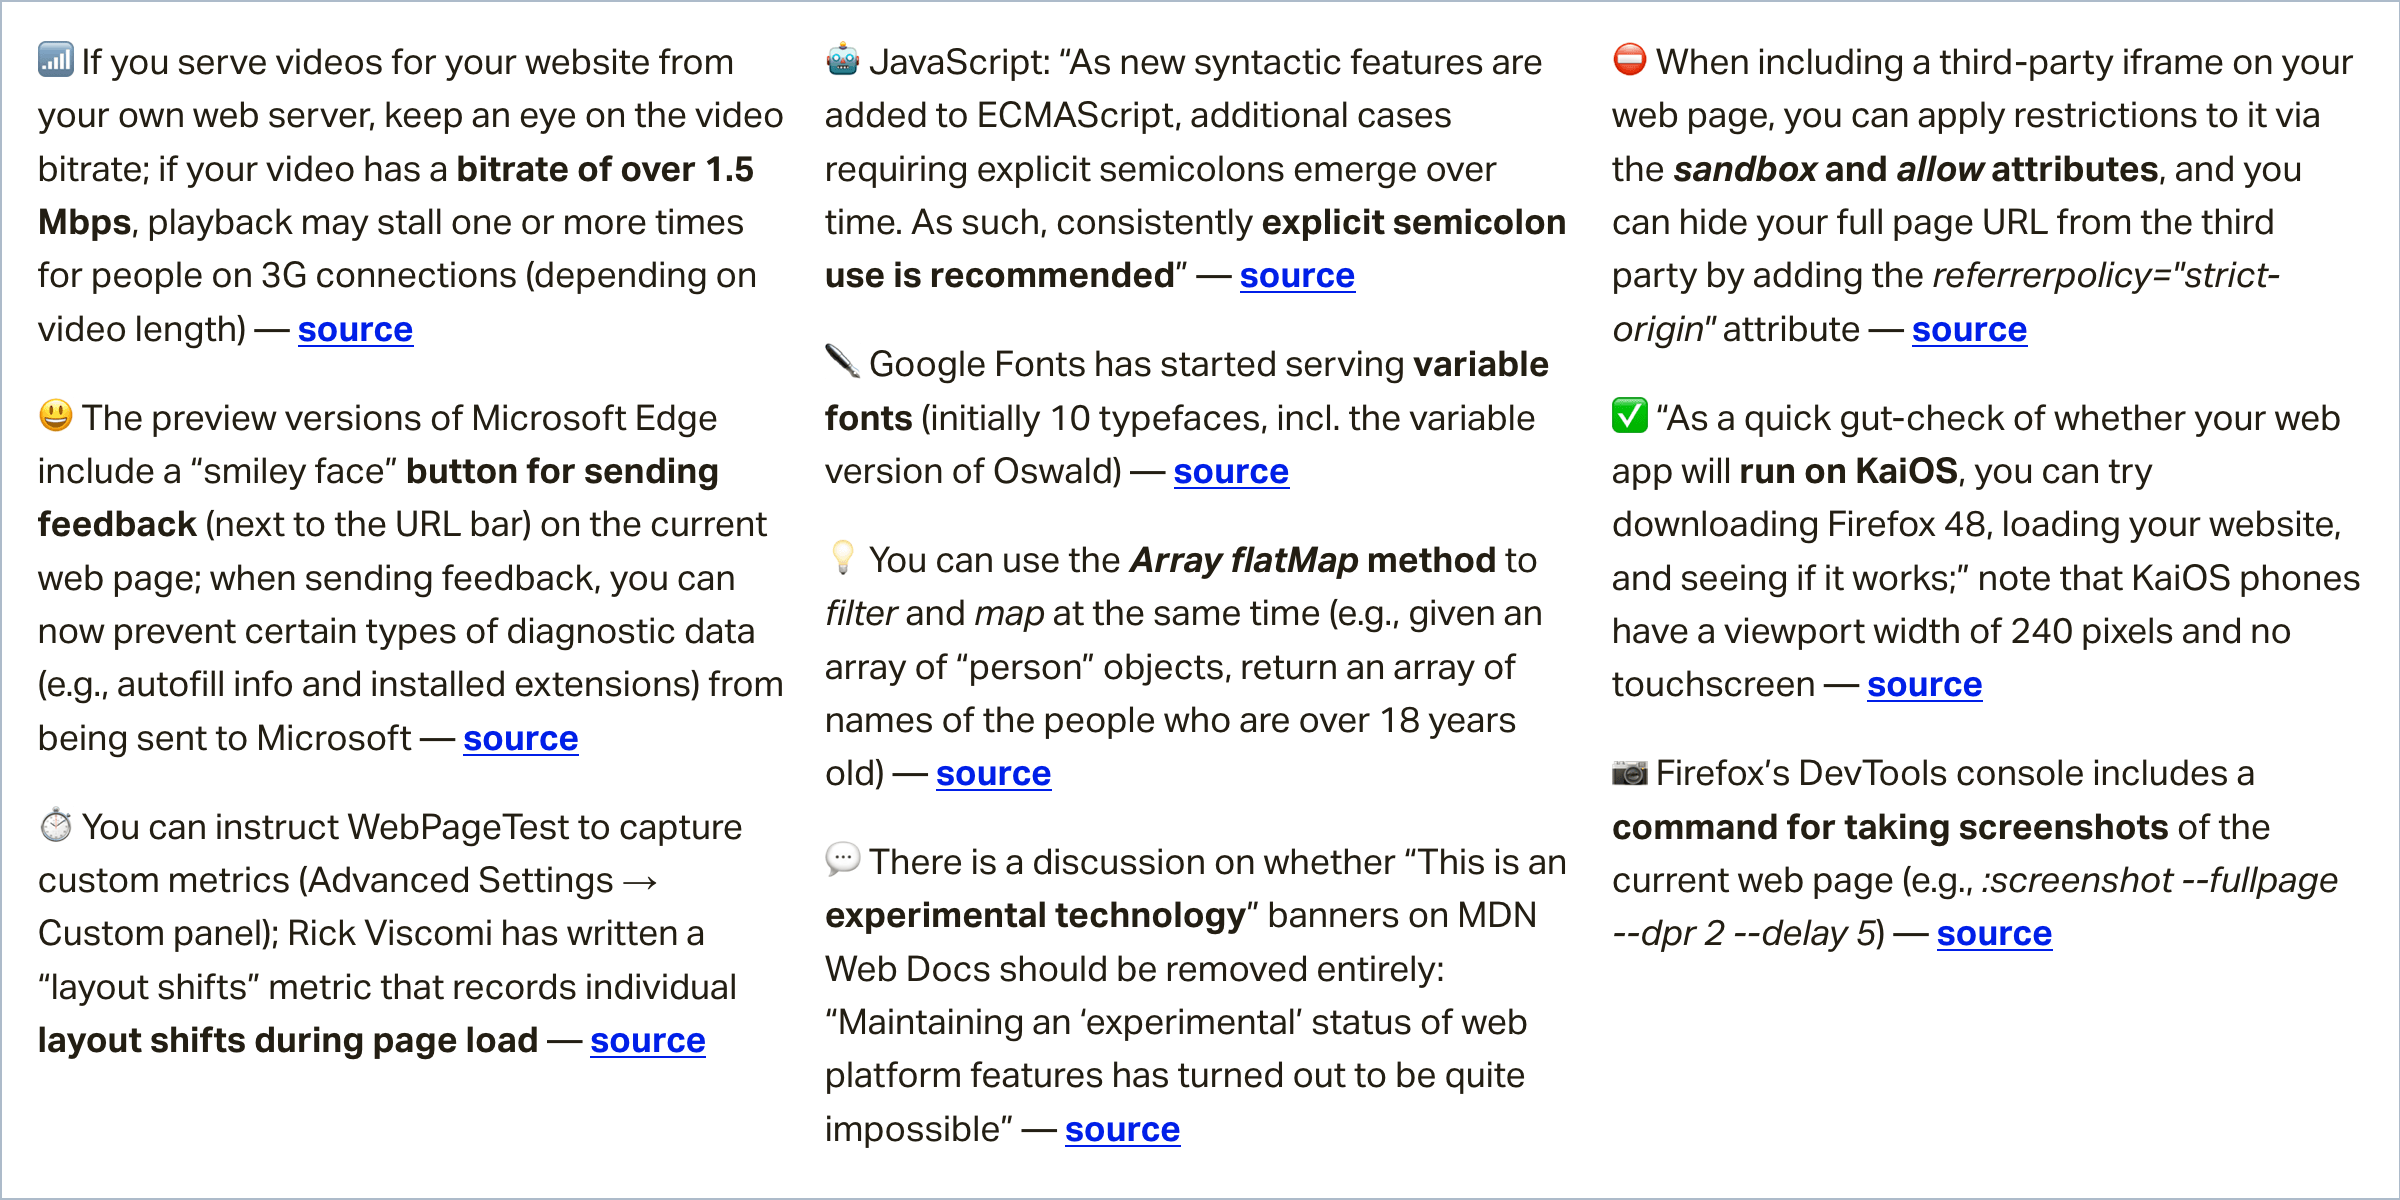 📶 If you serve videos for your website from
your own web server, keep an eye on the video
bitrate; if your video has a bitrate of over 1.5
Mbps, playback may stall one or more times
for people on 3G connections (depending on
video length) — source
😃 The preview versions of Microsoft Edge
include a “smiley face” button for sending
feedback (next to the URL bar) on the current
web page; when sending feedback, you can
now prevent certain types of diagnostic data
(e.g., autofill info and installed extensions) from
being sent to Microsoft — source
⏱ You can instruct WebPageTest to capture
custom metrics (Advanced Settings →
Custom panel); Rick Viscomi has written a
“layout shifts” metric that records individual
layout shifts during page load — source
🤖 JavaScript: “As new syntactic features are
added to ECMAScript, additional cases
requiring explicit semicolons emerge over
time. As such, consistently explicit semicolon
use is recommended” — source
🖋 Google Fonts has started serving variable
fonts (initially 10 typefaces, incl. the variable
version of Oswald) — source
💡 You can use the Array flatMap method to
filter and map at the same time (e.g., given an
array of “person” objects, return an array of
names of the people who are over 18 years
old) — source
💬 There is a discussion on whether “This is an
experimental technology” banners on MDN
Web Docs should be removed entirely:
“Maintaining an ‘experimental’ status of web
platform features has turned out to be quite
impossible” — source
⛔ When including a third-party iframe on your
web page, you can apply restrictions to it via
the sandbox and allow attributes, and you
can hide your full page URL from the third
party by adding the referrerpolicy="strict-
origin" attribute — source
✅ “As a quick gut-check of whether your web
app will run on KaiOS, you can try
downloading Firefox 48, loading your website,
and seeing if it works;” note that KaiOS phones
have a viewport width of 240 pixels and no
touchscreen — source
📷 Firefox’s DevTools console includes a
command for taking screenshots of the
current web page (e.g., :screenshot --fullpage
--dpr 2 --delay 5) — source